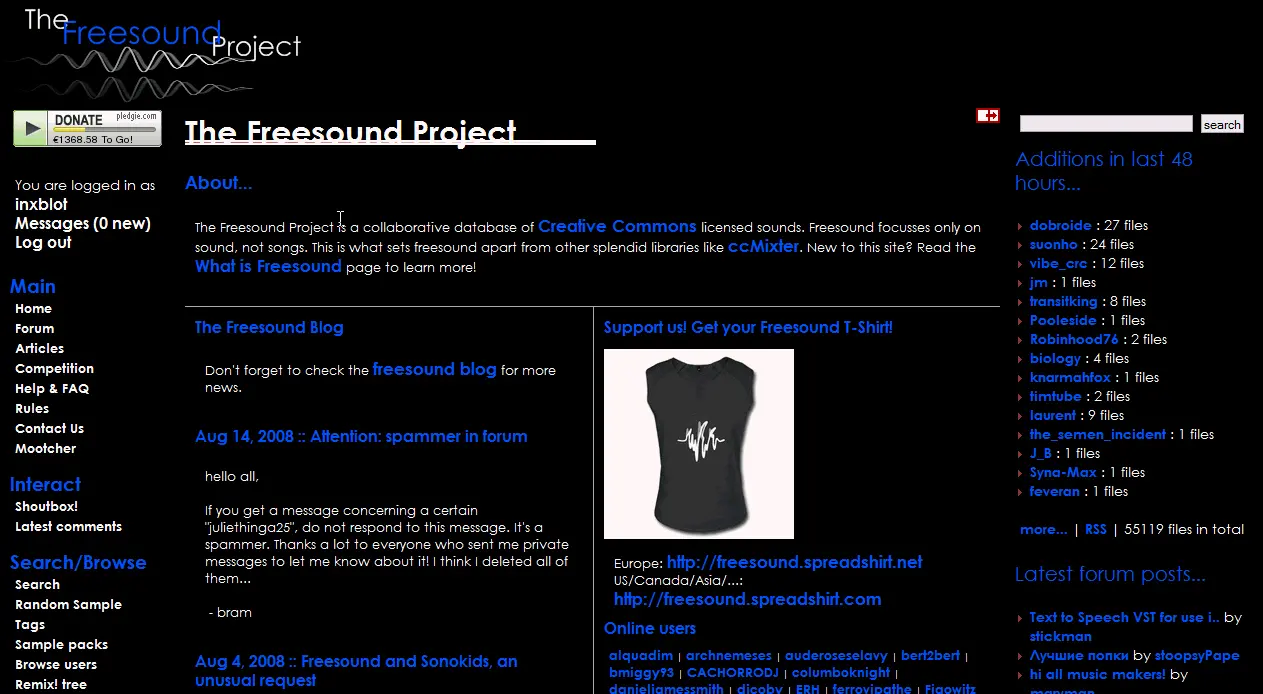 The
Freesound
Project
DONATE pledgie.com
€1368.58 To Go!
You are logged in as
inxblot
Messages (0 new)
Log out
Main
Home
Forum
Articles
Competition
Help & FAQ
Rules
Contact Us
Mootcher
Interact
Shoutbox!
Latest comments
Search/Browse
Search
Random Sample
Tags
Sample packs
Browse users
Remix! tree
The Freesound Project
About...
The Freesound Project is a collaborative database of Creative Commons licensed sounds. Freesound focusses only on
sound, not songs. This is what sets freesound apart from other splendid libraries like ccMixter. New to this site? Read the
What is Freesound page to learn more!
The Freesound Blog
Don't forget to check the freesound blog for more
news.
Aug 14, 2008 :: Attention: spammer in forum
hello all,
If you get a message concerning a certain
"juliethinga25", do not respond to this message. It's a
spammer. Thanks a lot to everyone who sent me private
messages to let me know about it! I think I deleted all of
them...
- bram
Aug 4, 2008 :: Freesound and Sonokids, an
unusual request
Support us! Get your Freesound T-Shirt!
Europe: http://freesound.spreadshirt.net
US/Canada/Asia/...:
http://freesound.spreadshirt.com
Online users
alquadim | archnemeses | auderoseselavy | bert2bert |
bmiggy93 | CACHORRODJ | columboknight |
danieliamessmith | dicoby | ERH | ferrovipathe | Figowitz
search
Additions in last 48
hours...
dobroide : 27 files
suonho : 24 files
vibe_crc : 12 files
jm : 1 files
transitking : 8 files
Pooleside : 1 files
Robinhood76 : 2 files
biology : 4 files
knarmahfox : 1 files
timtube : 2 files
laurent : 9 files
the_semen_incident : 1 files
J_B : 1 files
Syna-Max : 1 files
feveran : 1 files
more... | RSS | 55119 files in total
Latest forum posts...
Text to Speech VST for use i.. by
stickman
Лучшие попки by stoopsyPape
hi all music makers! by